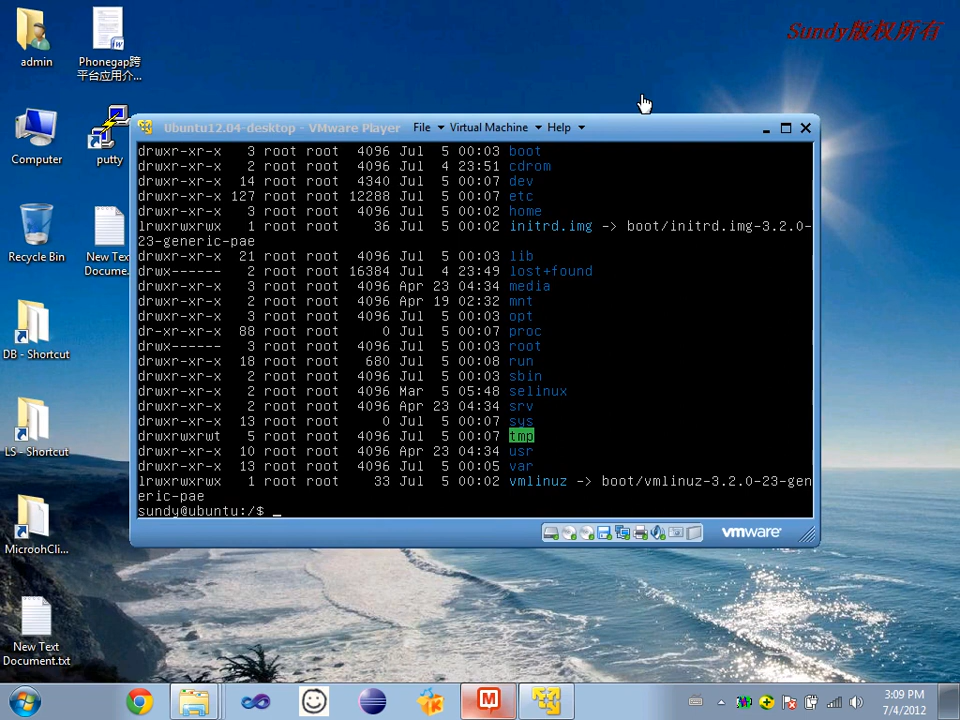 Sundy版权所有
admin
Phonegap跨
平台应用介...
Computer
putty
Recycle Bin
New Text
Docume...
DB - Shortcut
LS - Shortcut
MicroohCli...
New Text
Document.txt
Ubuntu12.04-desktop - VMware Player File Virtual Machine Help
drwxr-xr-x 3 root root 4096 Jul 5 00:03 boot
drwxr-xr-x 2 root root 4096 Jul 4 23:51 cdrom
drwxr-xr-x 14 root root 4340 Jul 5 00:07 dev
drwxr-xr-x 127 root root 12288 Jul 5 00:07 etc
drwxr-xr-x 3 root root 4096 Jul 5 00:02 home
lrwxrwxrwx 1 root root 36 Jul 5 00:02 initrd.img -> boot/initrd.img-3.2.0-
23-generic-pae
drwxr-xr-x 21 root root 4096 Jul 5 00:03 lib
drwx------ 2 root root 16384 Jul 4 23:49 lost+found
drwxr-xr-x 3 root root 4096 Apr 23 04:34 media
drwxr-xr-x 2 root root 4096 Apr 19 02:32 mnt
drwxr-xr-x 3 root root 4096 Jul 5 00:03 opt
dr-xr-xr-x 88 root root 0 Jul 5 00:07 proc
drwx------ 3 root root 4096 Jul 5 00:03 root
drwxr-xr-x 18 root root 680 Jul 5 00:08 run
drwxr-xr-x 2 root root 4096 Jul 5 00:03 sbin
drwxr-xr-x 2 root root 4096 Mar 5 05:48 selinux
drwxr-xr-x 2 root root 4096 Apr 23 04:34 srv
drwxr-xr-x 13 root root 0 Jul 5 00:07 sys
drwxrwxrwt 5 root root 4096 Jul 5 00:07 tmp
drwxr-xr-x 10 root root 4096 Apr 23 04:34 usr
drwxr-xr-x 13 root root 4096 Jul 5 00:05 var
lrwxrwxrwx 1 root root 33 Jul 5 00:02 vmlinuz -> boot/vmlinuz-3.2.0-23-gen
eric-pae
sundy@ubuntu:/$ _
vmware
3:09 PM
7/4/2012